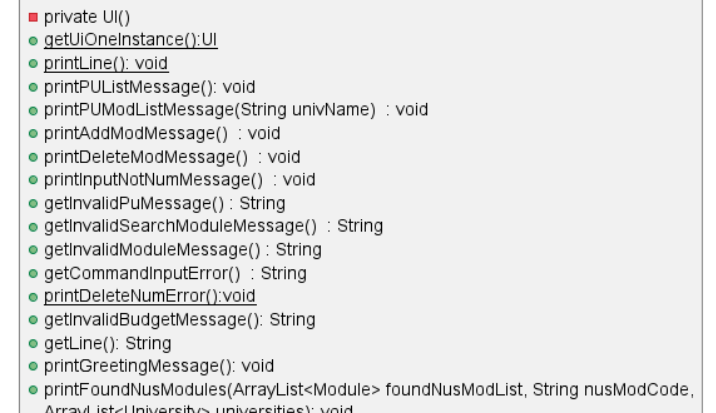 private UI()
getUiOneInstance():UI
printLine(): void
printPUListMessage(): void
printPUModListMessage(String univName)  : void
printAddModMessage()  : void
printDeleteModMessage()  : void
printInputNotNumMessage()  : void
getInvalidPuMessage() : String
getInvalidSearchModuleMessage()  : String
getInvalidModuleMessage() : String
getCommandInputError()  : String
printDeleteNumError():void
getInvalidBudgetMessage(): String
getLine(): String
printGreetingMessage(): void
printFoundNusModules(ArrayList<Module> foundNusModList, String nusModCode,
ArrayList<University> universities): void